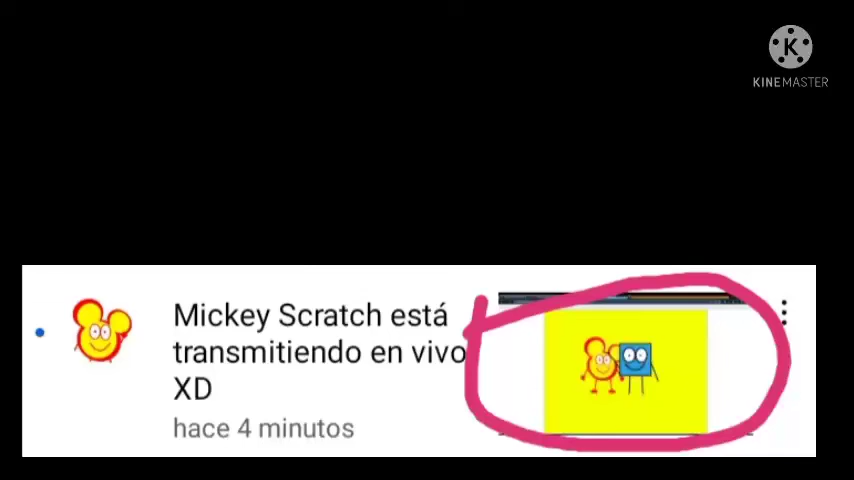 K
KINEMASTER
Mickey Scratch está
transmitiendo en vivo
XD
hace 4 minutos